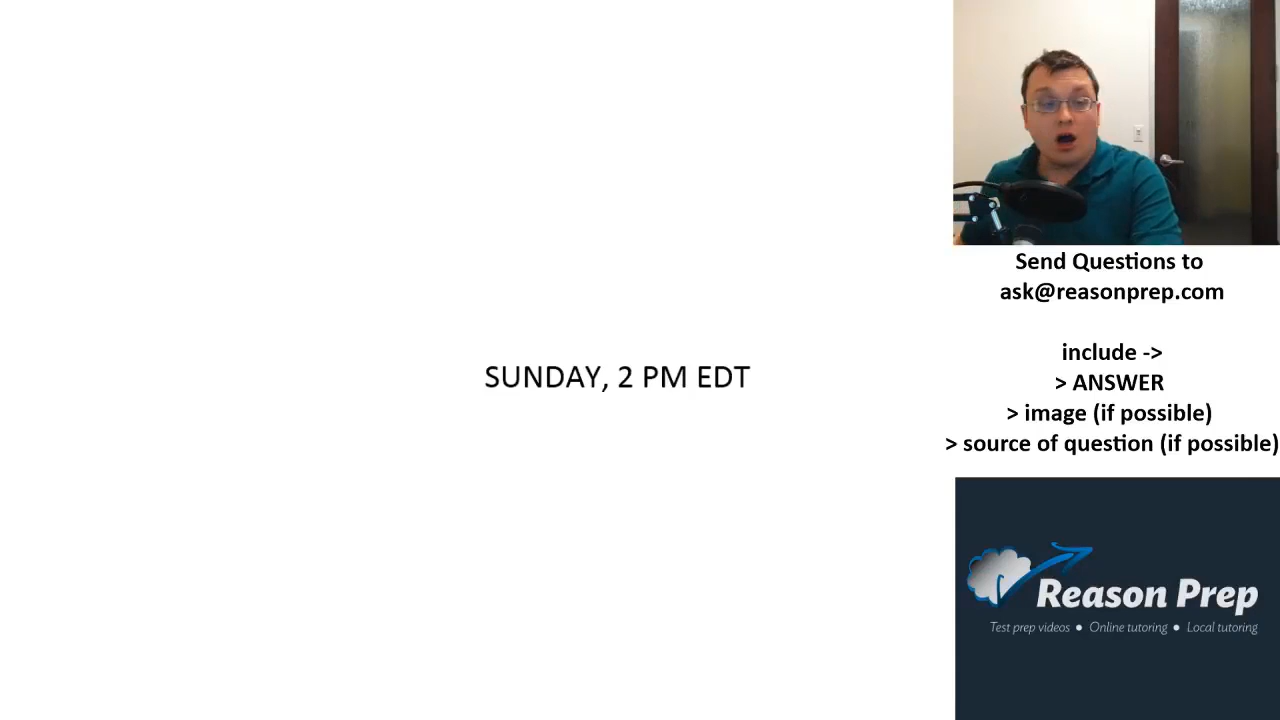 SUNDAY, 2 PM EDT
Send Questions to
ask@reasonprep.com
include ->
> ANSWER
> image (if possible)
> source of question (if possible)
Reason Prep
Test prep videos ● Online tutoring ● Local tutoring